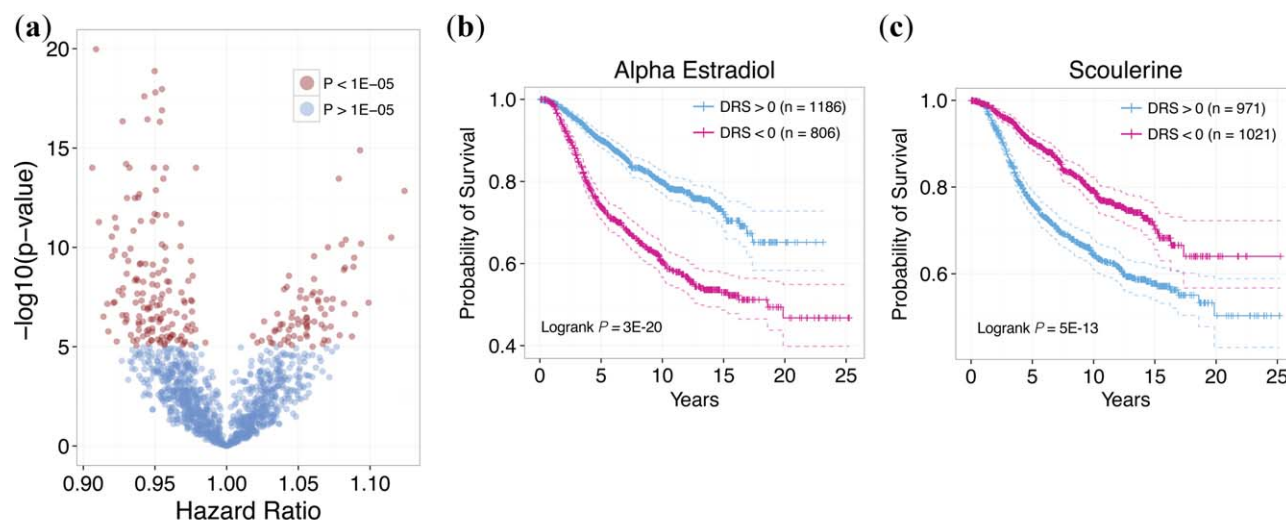 (a)
20
15
10
5
0
–log10(p-value)
0.90 0.95 1.00 1.05 1.10
Hazard Ratio
P < 1E−05
P > 1E−05
(b)
Alpha Estradiol
DRS > 0 (n = 1186)
DRS < 0 (n = 806)
1.0
0.8
0.6
0.4
Probability of Survival
Logrank P = 3E-20
0 5 10 15 20 25
Years
(c)
Scoulerine
DRS > 0 (n = 971)
DRS < 0 (n = 1021)
1.0
0.8
0.6
Probability of Survival
Logrank P = 5E-13
0 5 10 15 20 25
Years